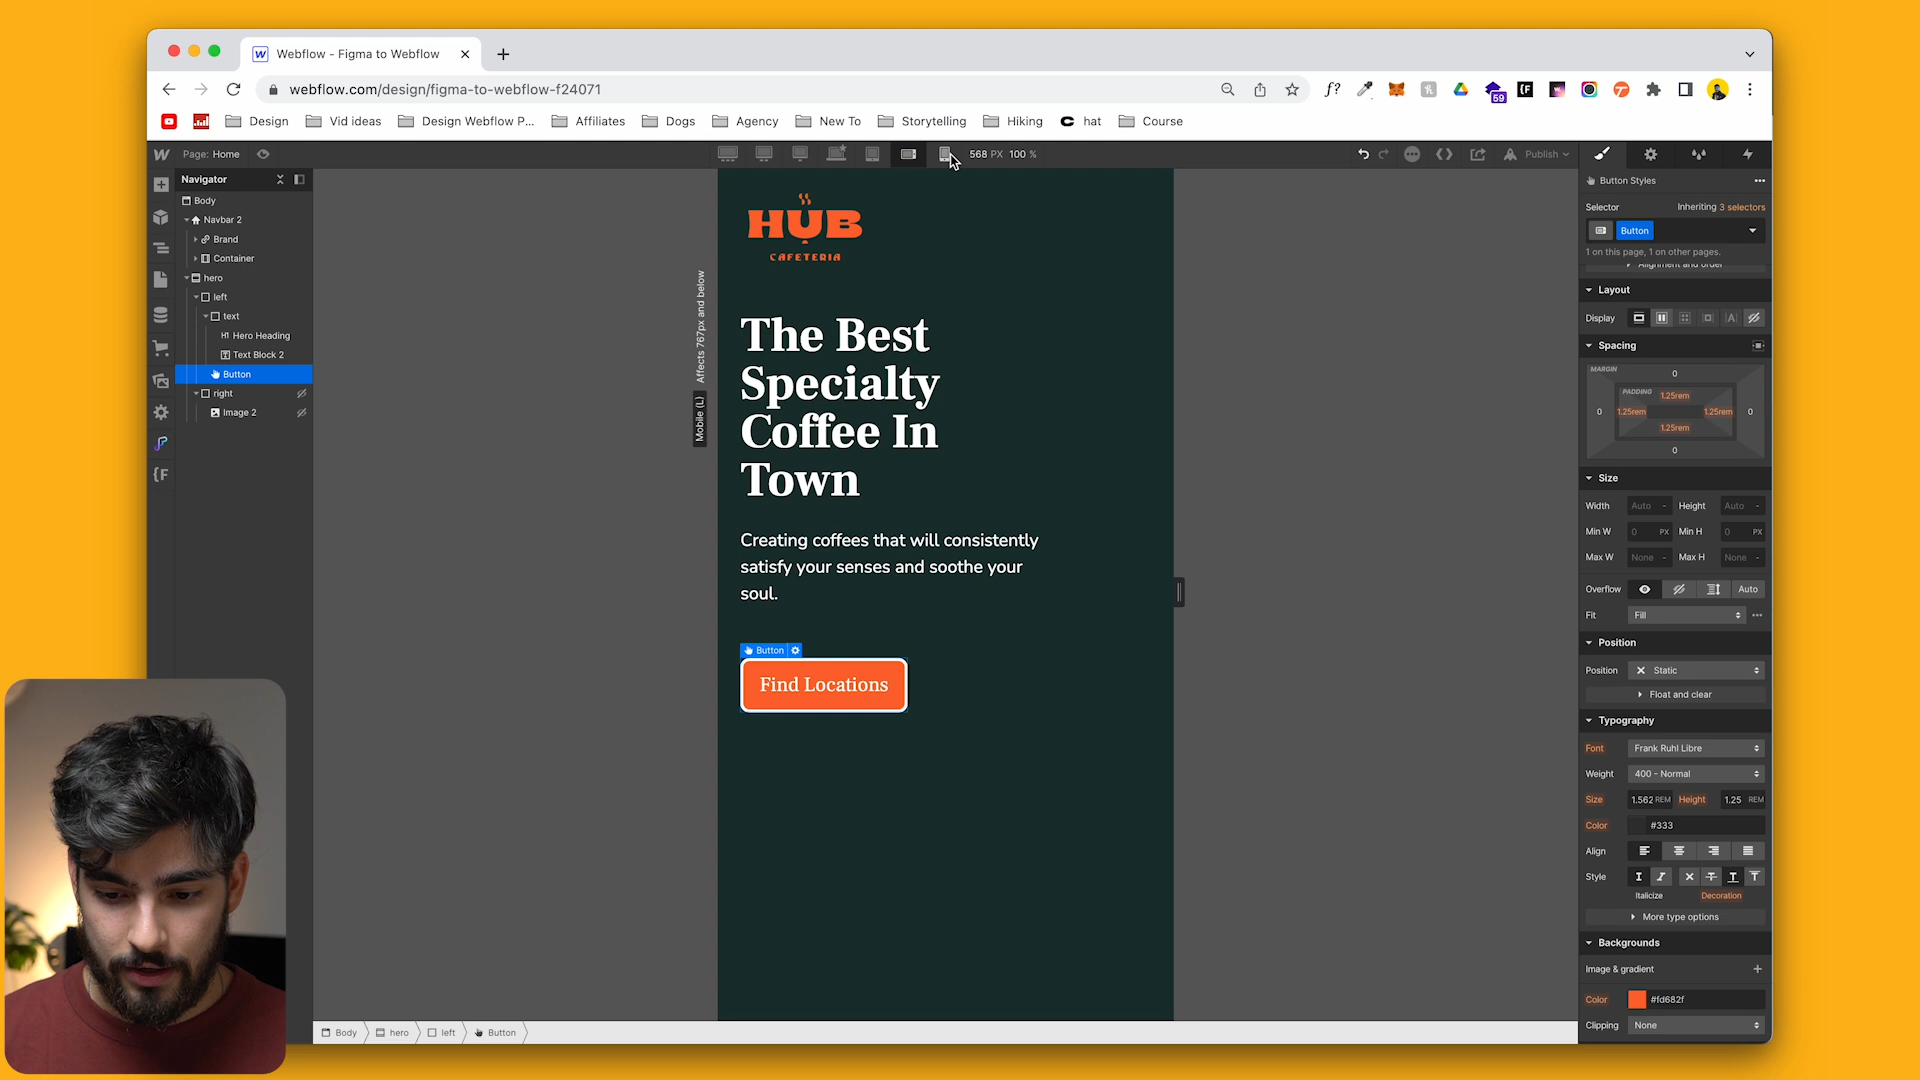 Webflow - Figma to Webflow
webflow.com/design/figma-to-webflow-f24071
f?
59
{F
Design
Vid ideas
Design Webflow P...
Affiliates
Dogs
Agency
New To
Storytelling
Hiking
hat
Course
Page: Home
568 PX 100 %
Publish
Navigator
Body
Navbar 2
Brand
Container
hero
left
text
H1 Hero Heading
Text Block 2
Button
right
Image 2
{F
Affects 767px and below
Mobile (L)
HUB
CAFETERIA
The Best
Specialty
Coffee In
Town
Creating coffees that will consistently
satisfy your senses and soothe your
soul.
Button
Find Locations
Body
hero
left
Button
Button Styles
Selector
Inheriting 3 selectors
Button
1 on this page, 1 on other pages.
Alignment and order
Layout
Display
Spacing
MARGIN
0
PADDING
1.25rem
0
1.25rem
1.25rem
0
1.25rem
0
Size
Width Auto - Height Auto -
Min W 0 PX Min H 0 PX
Max W None - Max H None -
Overflow Auto
Fit Fill
Position
Position Static
Float and clear
Typography
Font Frank Ruhl Libre
Weight 400 - Normal
Size 1.562 REM Height 1.25 REM
Color #333
Align
Style
Italicize Decoration
More type options
Backgrounds
Image & gradient
Color #fd682f
Clipping None